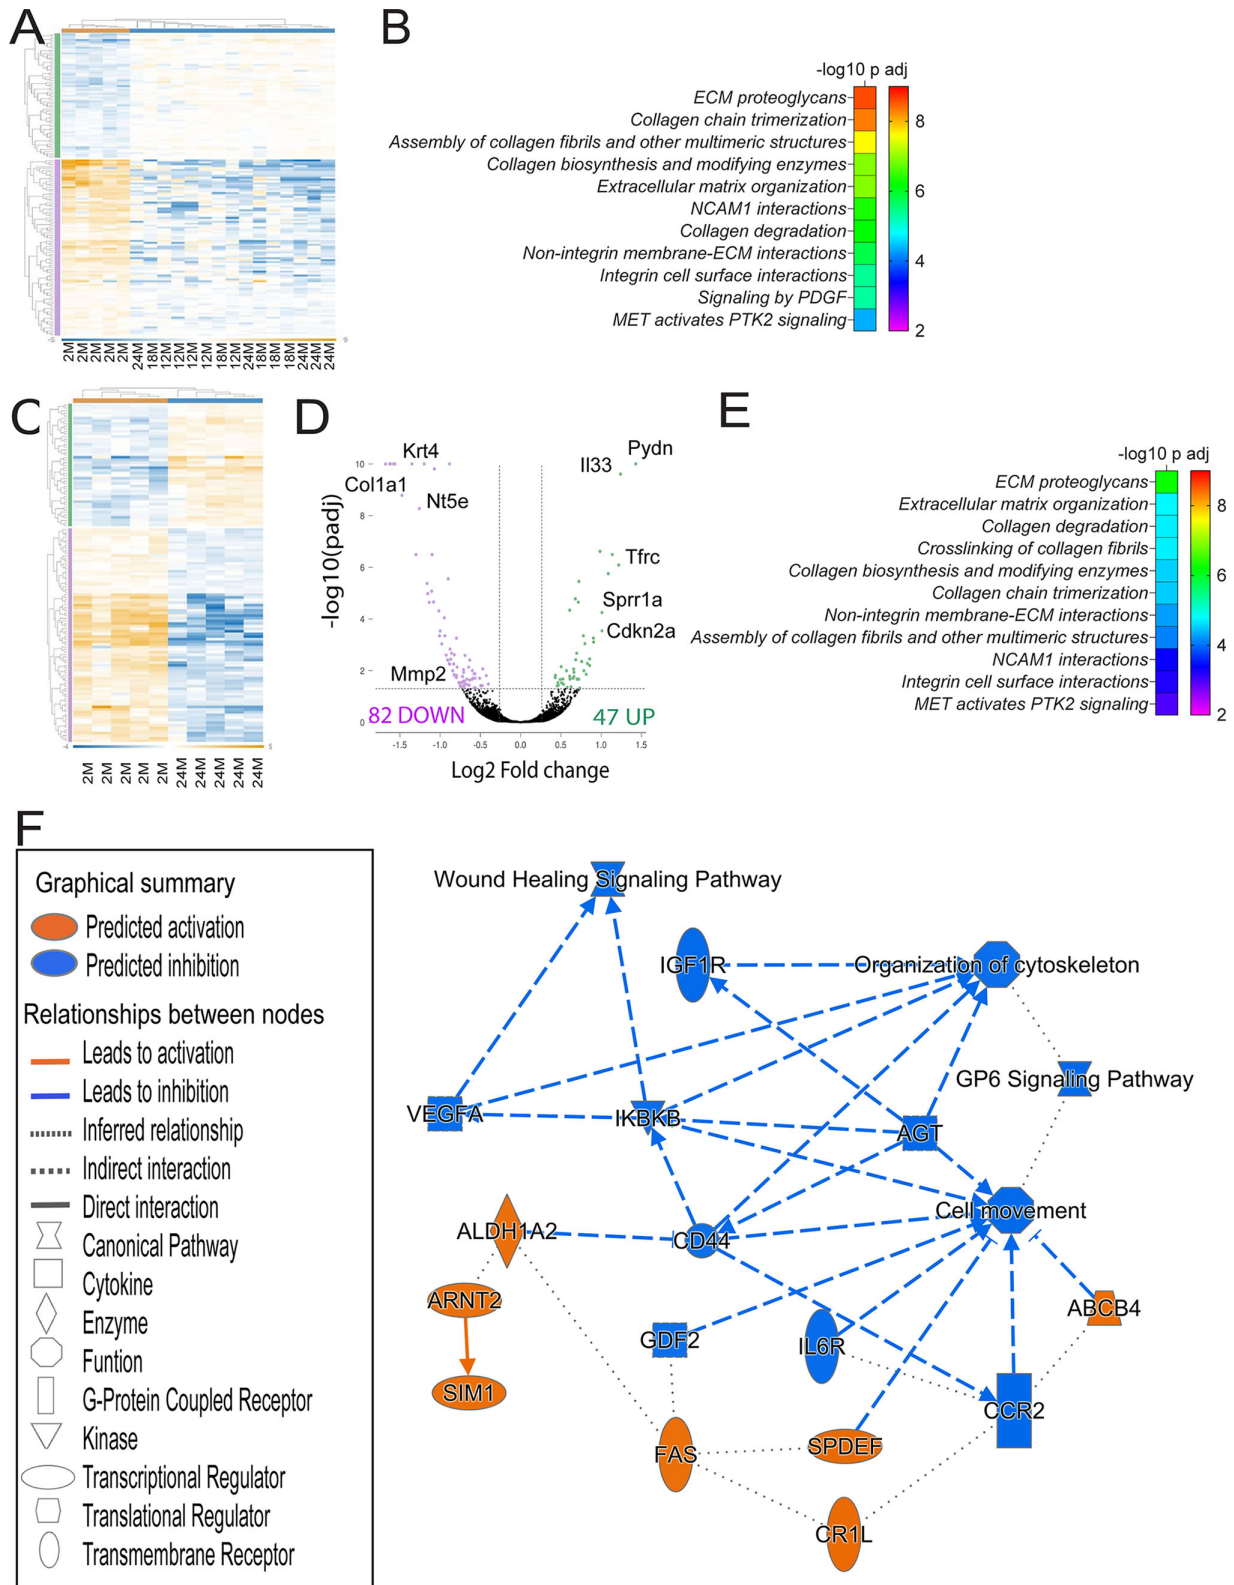 A
-5
9
2M 2M 2M 2M 2M 24M 18M 12M 12M 18M 12M 18M 12M 24M 18M 18M 18M 24M 24M 24M
B
-log10 p adj
ECM proteoglycans
Collagen chain trimerization
Assembly of collagen fibrils and other multimeric structures
Collagen biosynthesis and modifying enzymes
Extracellular matrix organization
NCAM1 interactions
Collagen degradation
Non-integrin membrane-ECM interactions
Integrin cell surface interactions
Signaling by PDGF
MET activates PTK2 signaling
8
6
4
2
C
-4
5
2M 2M 2M 2M 2M 24M 24M 24M 24M 24M
D
-log10(padj)
10
8
6
4
2
0
Krt4
Col1a1
Nt5e
Mmp2
Pydn
Il33
Tfrc
Sprr1a
Cdkn2a
82 DOWN
47 UP
-1.5 -1.0 -0.5 0.0 0.5 1.0 1.5
Log2 Fold change
E
-log10 p adj
ECM proteoglycans
Extracellular matrix organization
Collagen degradation
Crosslinking of collagen fibrils
Collagen biosynthesis and modifying enzymes
Collagen chain trimerization
Non-integrin membrane-ECM interactions
Assembly of collagen fibrils and other multimeric structures
NCAM1 interactions
Integrin cell surface interactions
MET activates PTK2 signaling
8
6
4
2
F
Graphical summary
Predicted activation
Predicted inhibition
Relationships between nodes
Leads to activation
Leads to inhibition
Inferred relationship
Indirect interaction
Direct interaction
Canonical Pathway
Cytokine
Enzyme
Funtion
G-Protein Coupled Receptor
Kinase
Transcriptional Regulator
Translational Regulator
Transmembrane Receptor
Wound Healing Signaling Pathway
IGF1R
Organization of cytoskeleton
GP6 Signaling Pathway
VEGFA
IKBKB
AGT
Cell movement
ALDH1A2
CD44
ARNT2
ABCB4
GDF2
IL6R
SIM1
CCR2
FAS
SPDEF
CR1L